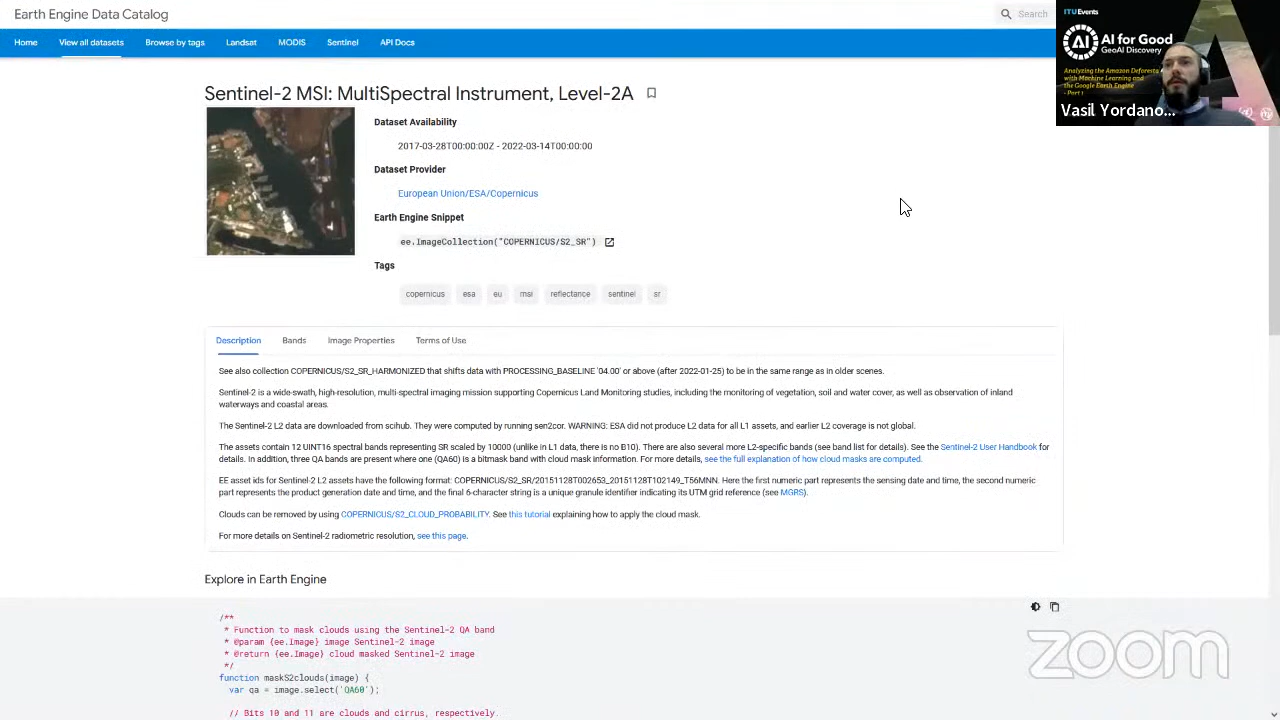 Earth Engine Data Catalog
Search
Home View all datasets Browse by tags Landsat MODIS Sentinel API Docs
ITUEvents
AI AI for Good
GeoAI Discovery
Analyzing the Amazon Deforesta
with Machine Learning and
the Google Earth Engine
- Part 1
Vasil Yordano...
Sentinel-2 MSI: MultiSpectral Instrument, Level-2A
Dataset Availability
2017-03-28T00:00:00Z - 2022-03-14T00:00:00
Dataset Provider
European Union/ESA/Copernicus
Earth Engine Snippet
ee.ImageCollection("COPERNICUS/S2_SR")
Tags
copernicus esa eu msi reflectance sentinel sr
Description Bands Image Properties Terms of Use
See also collection COPERNICUS/S2_SR_HARMONIZED that shifts data with PROCESSING_BASELINE '04.00' or above (after 2022-01-25) to be in the same range as in older scenes.
Sentinel-2 is a wide-swath, high-resolution, multi-spectral imaging mission supporting Copernicus Land Monitoring studies, including the monitoring of vegetation, soil and water cover, as well as observation of inland
waterways and coastal areas.
The Sentinel-2 L2 data are downloaded from scihub. They were computed by running sen2cor. WARNING: ESA did not produce L2 data for all L1 assets, and earlier L2 coverage is not global.
The assets contain 12 UINT16 spectral bands representing SR scaled by 10000 (unlike in L1 data, there is no B10). There are also several more L2-specific bands (see band list for details). See the Sentinel-2 User Handbook for
details. In addition, three QA bands are present where one (QA60) is a bitmask band with cloud mask information. For more details, see the full explanation of how cloud masks are computed.
EE asset ids for Sentinel-2 L2 assets have the following format: COPERNICUS/S2_SR/20151128T002653_20151128T102149_T56MNN. Here the first numeric part represents the sensing date and time, the second numeric
part represents the product generation date and time, and the final 6-character string is a unique granule identifier indicating its UTM grid reference (see MGRS).
Clouds can be removed by using COPERNICUS/S2_CLOUD_PROBABILITY. See this tutorial explaining how to apply the cloud mask.
For more details on Sentinel-2 radiometric resolution, see this page.
Explore in Earth Engine
/**
* Function to mask clouds using the Sentinel-2 QA band
* @param {ee.Image} image Sentinel-2 image
* @return {ee.Image} cloud masked Sentinel-2 image
*/
function maskS2clouds(image) {
var qa = image.select('QA60');
// Bits 10 and 11 are clouds and cirrus, respectively.
zoom